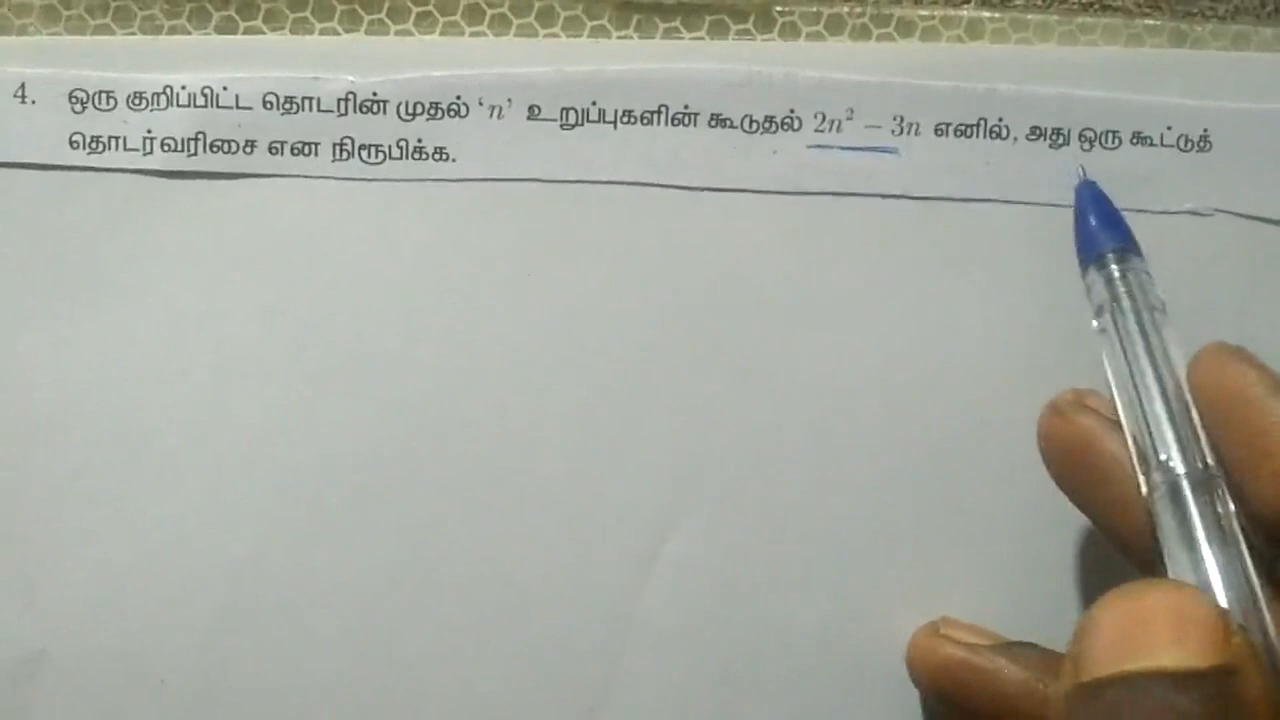 4. ஒரு குறிப்பிட்ட தொடரின் முதல் ‘n’ உறுப்புகளின் கூடுதல் 2n² – 3n எனில், அது ஒரு கூட்டுத்
தொடர்வரிசை என நிரூபிக்க.